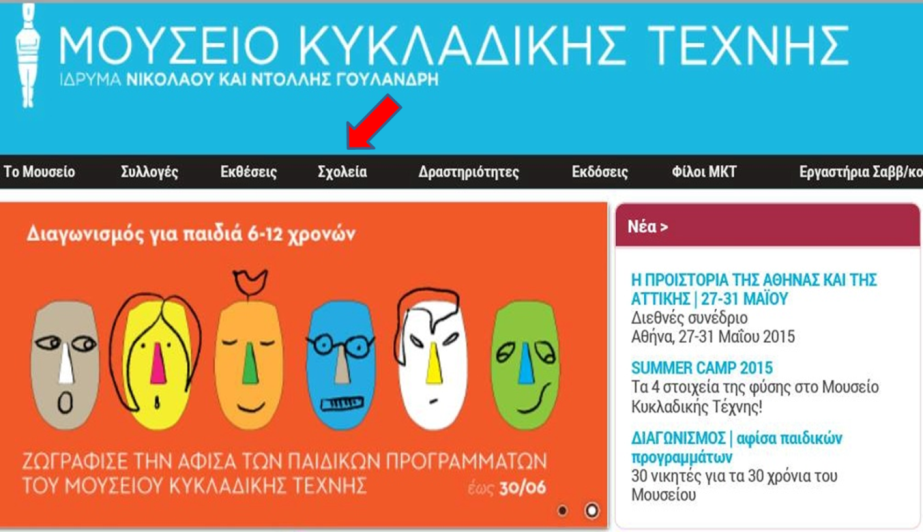 ΜΟΥΣΕΙΟ ΚΥΚΛΑΔΙΚΗΣ ΤΕΧΝΗΣ
ΙΔΡΥΜΑ ΝΙΚΟΛΑΟΥ ΚΑΙ ΝΤΟΛΛΗΣ ΓΟΥΛΑΝΔΡΗ
Το Μουσείο Συλλογές Εκθέσεις Σχολεία Δραστηριότητες Εκδόσεις Φίλοι ΜΚΤ Εργαστήρια Σαββ/κο
Διαγωνισμός για παιδιά 6-12 χρονών
ΖΩΓΡΑΦΙΣΕ ΤΗΝ ΑΦΙΣΑ ΤΩΝ ΠΑΙΔΙΚΩΝ ΠΡΟΓΡΑΜΜΑΤΩΝ
ΤΟΥ ΜΟΥΣΕΙΟΥ ΚΥΚΛΑΔΙΚΗΣ ΤΕΧΝΗΣ
έως 30/06
Νέα >
Η ΠΡΟΙΣΤΟΡΙΑ ΤΗΣ ΑΘΗΝΑΣ ΚΑΙ ΤΗΣ
ΑΤΤΙΚΗΣ | 27-31 ΜΑΪΟΥ
Διεθνές συνέδριο
Αθήνα, 27-31 Μαΐου 2015
SUMMER CAMP 2015
Τα 4 στοιχεία της φύσης στο Μουσείο
Κυκλαδικής Τέχνης!
ΔΙΑΓΩΝΙΣΜΟΣ | αφίσα παιδικών
προγραμμάτων
30 νικητές για τα 30 χρόνια του
Μουσείου